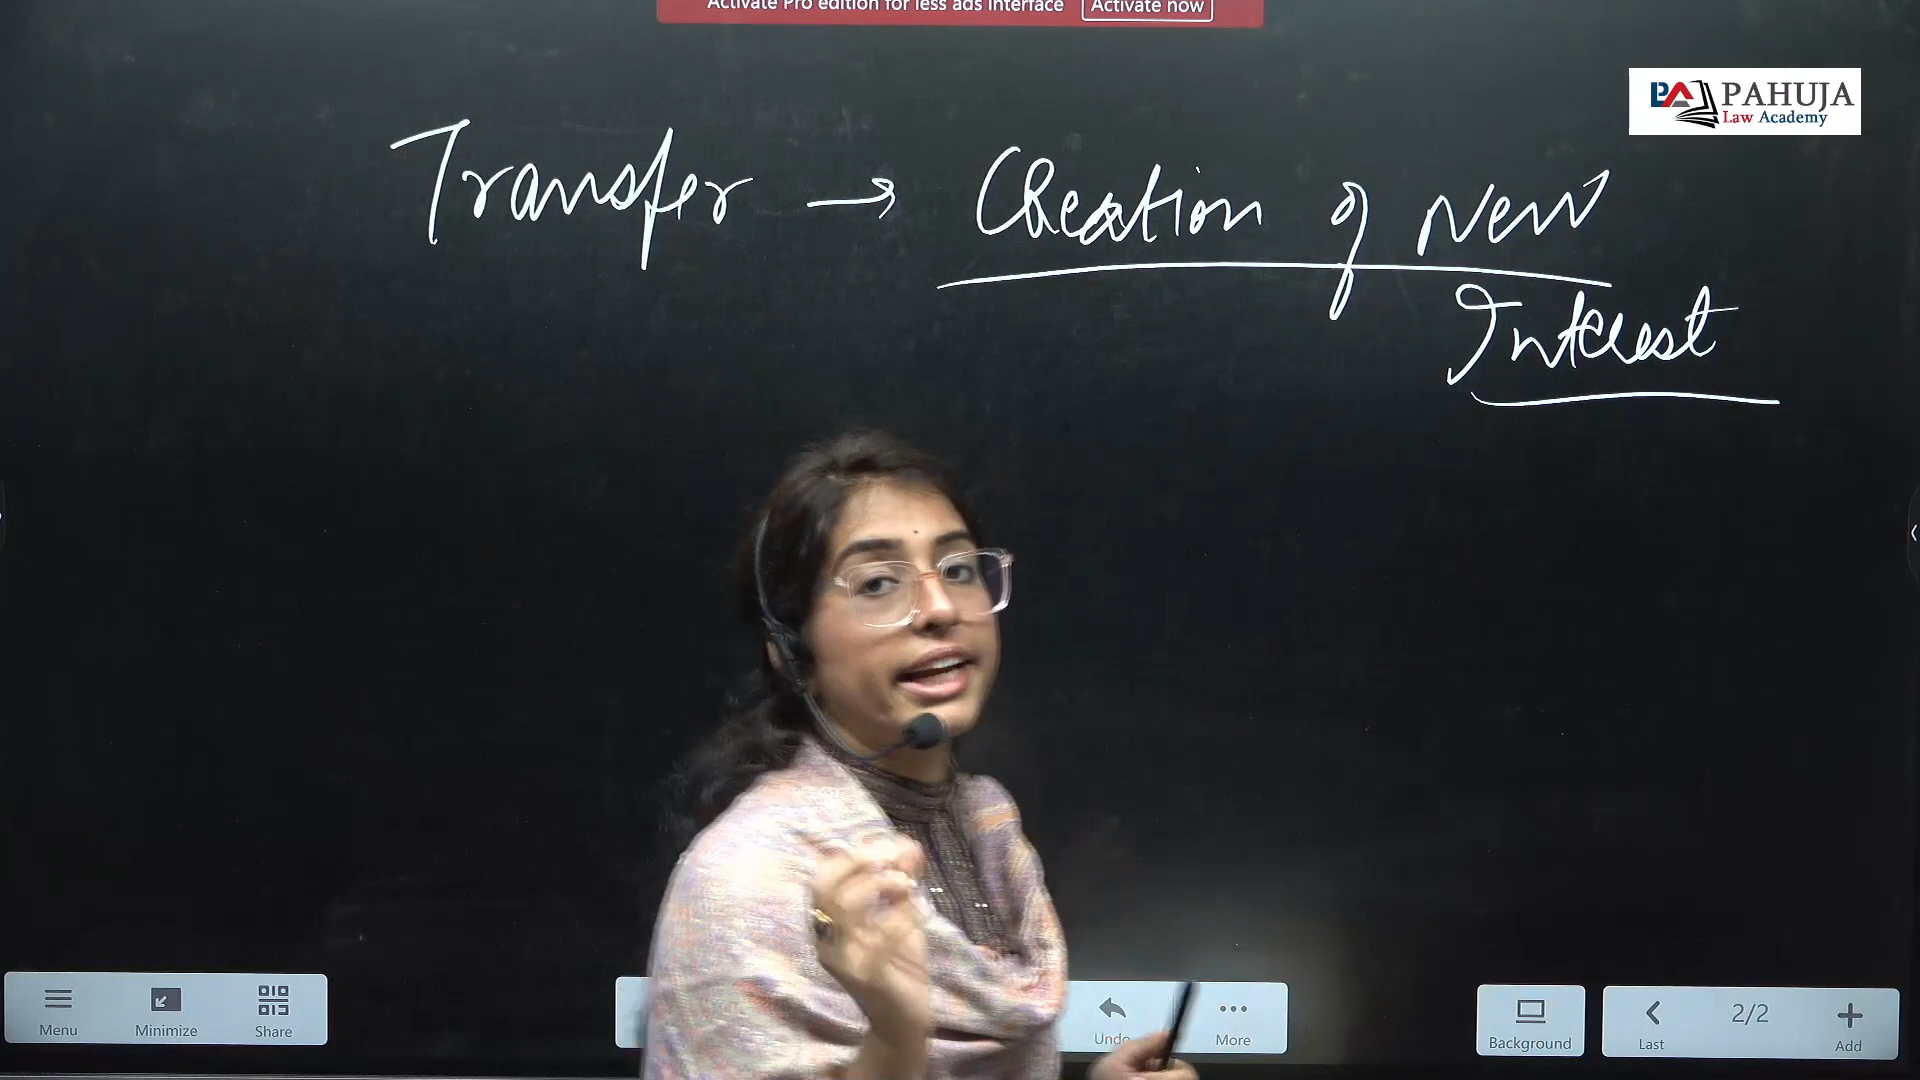 Activate Pro edition for less ads interface Activate now
PAHUJA
Law Academy
Transfer → Creation of New
Interest
Menu
Minimize
Share
Undo
More
Background
Last
2/2
Add